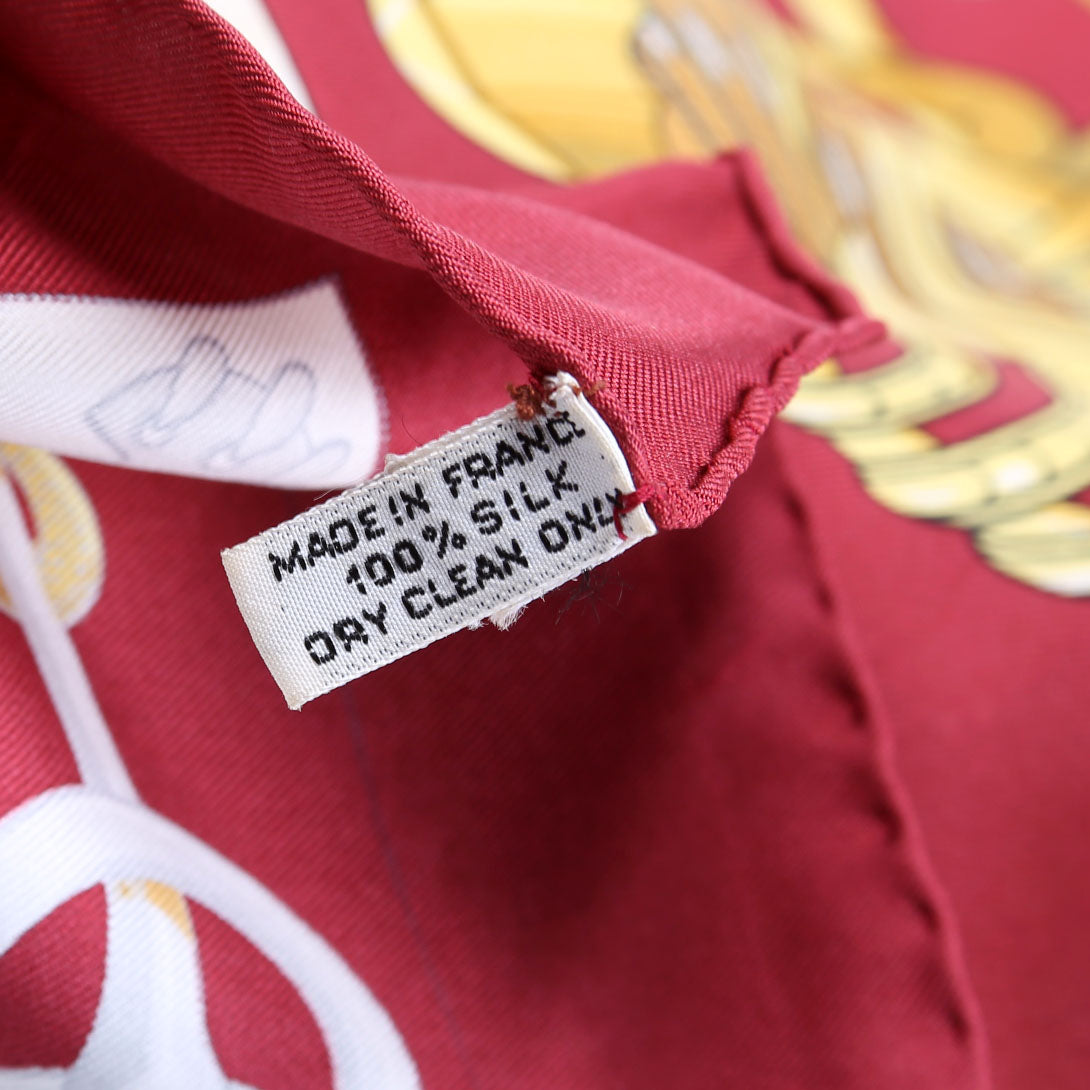 MADE IN FRANCE
100% SILK
DRY CLEAN ONLY